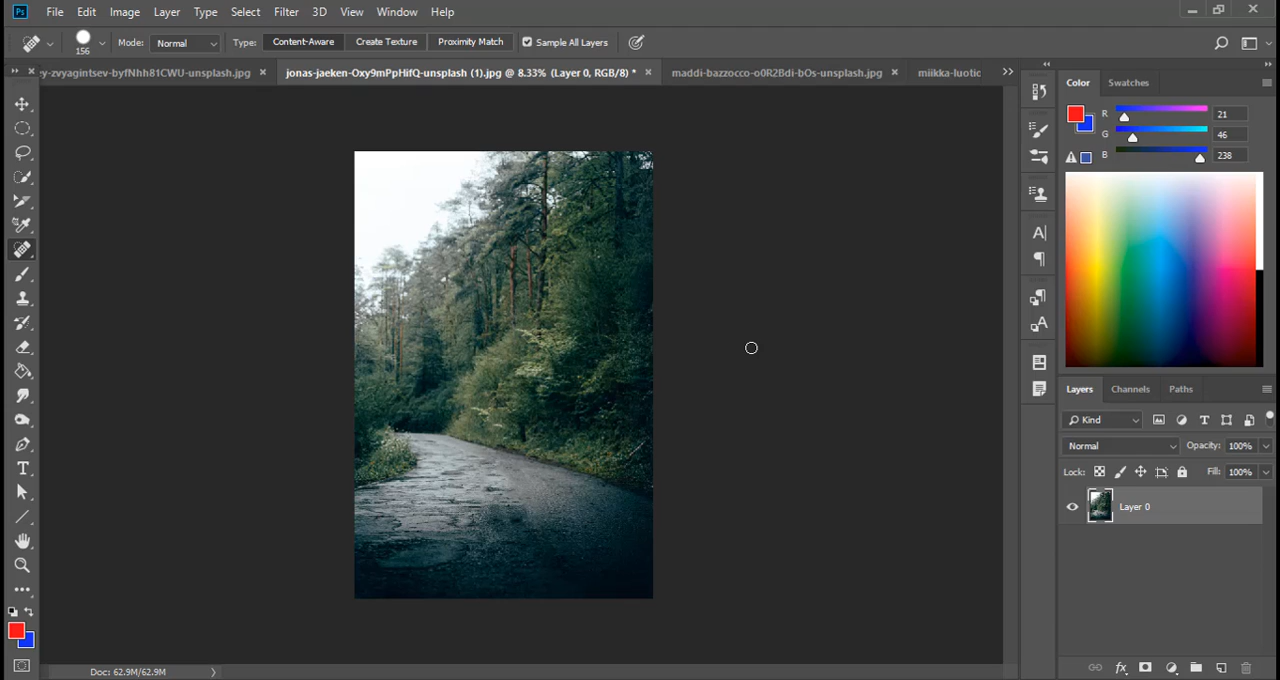 Ps File Edit Image Layer Type Select Filter 3D View Window Help
156 Mode: Normal Type: Content-Aware Create Texture Proximity Match Sample All Layers
ey-zvyagintsev-byfNhh81CWU-unsplash.jpg × jonas-jaeken-Oxy9mPpHifQ-unsplash (1).jpg @ 8.33% (Layer 0, RGB/8) * × maddi-bazzocco-o0R2Bdi-bOs-unsplash.jpg × miikka-luotic
Color Swatches
R 21
G 46
B 238
Layers Channels Paths
Kind
Normal Opacity: 100%
Lock: Fill: 100%
Layer 0
Doc: 62.9M/62.9M